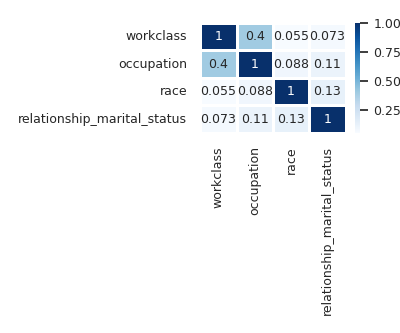 workclass 1 0.4 0.055 0.073
occupation 0.4 1 0.088 0.11
race 0.055 0.088 1 0.13
relationship_marital_status 0.073 0.11 0.13 1
workclass
occupation
race
relationship_marital_status
1.00
0.75
0.50
0.25